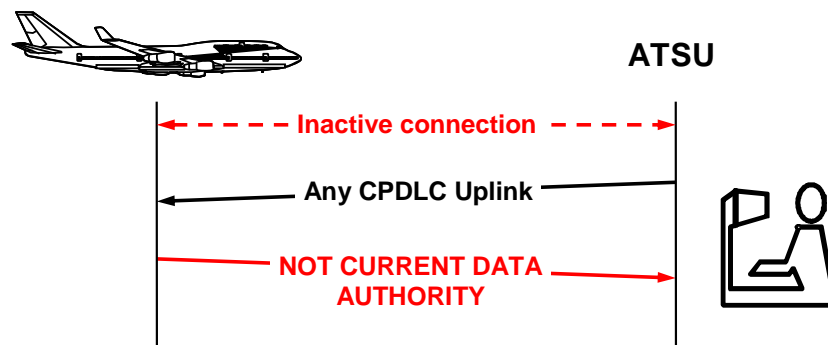 ATSU
Inactive connection
Any CPDLC Uplink
NOT CURRENT DATA
AUTHORITY